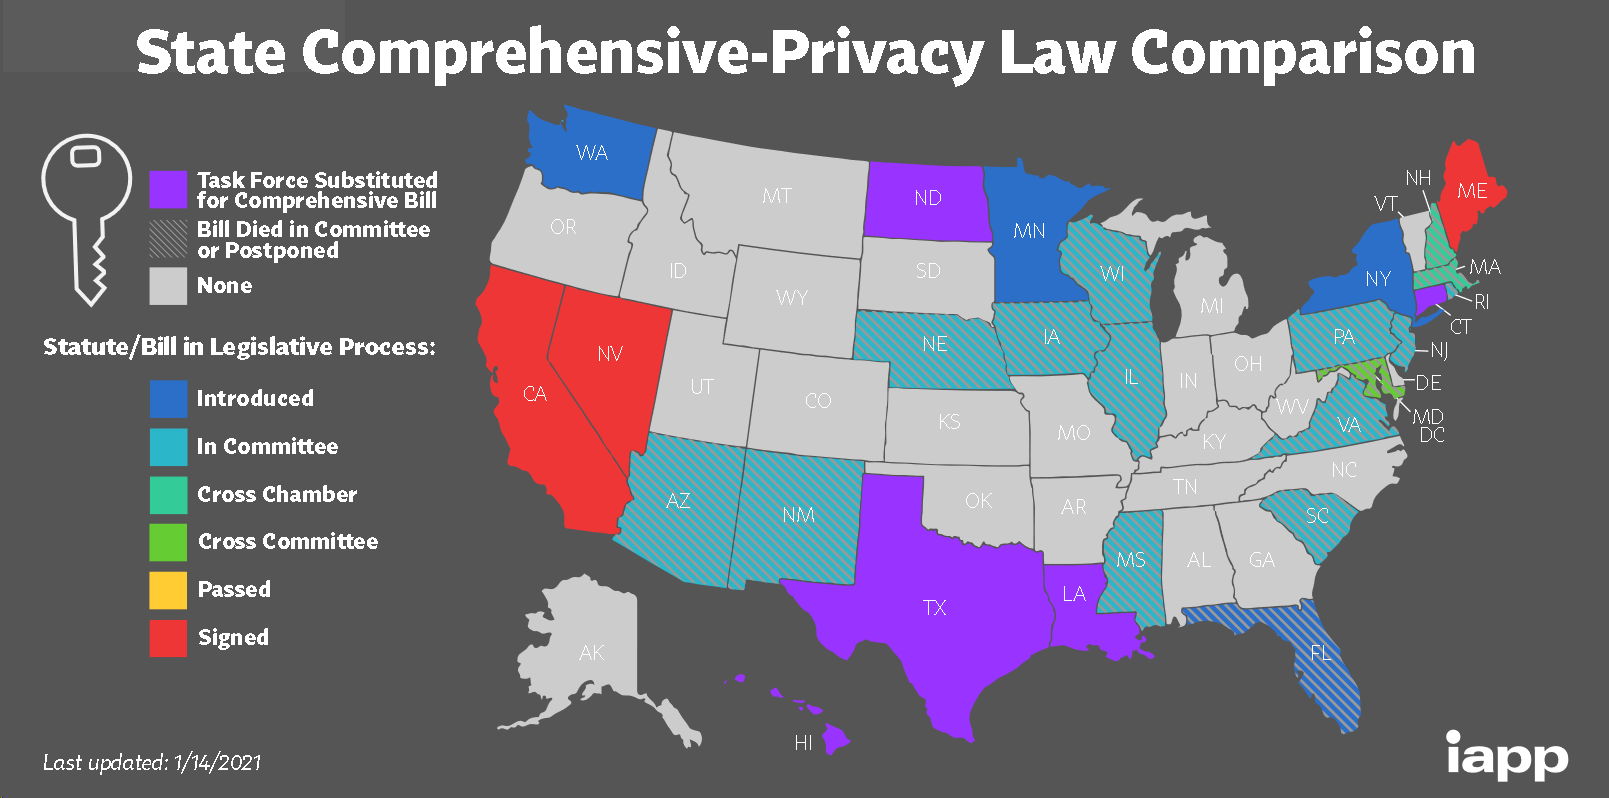 State Comprehensive-Privacy Law Comparison
Task Force Substituted
for Comprehensive Bill
Bill Died in Committee
or Postponed
None
Statute/Bill in Legislative Process:
Introduced
In Committee
Cross Chamber
Cross Committee
Passed
Signed
WA
OR
CA
NV
ID
MT
WY
UT
CO
AZ
NM
ND
SD
NE
KS
OK
TX
MN
IA
MO
AR
LA
WI
IL
MI
IN
OH
KY
TN
MS
AL
GA
FL
SC
NC
VA
WV
PA
NY
VT
NH
ME
MA
RI
CT
NJ
DE
MD
DC
AK
HI
Last updated: 1/14/2021
iapp